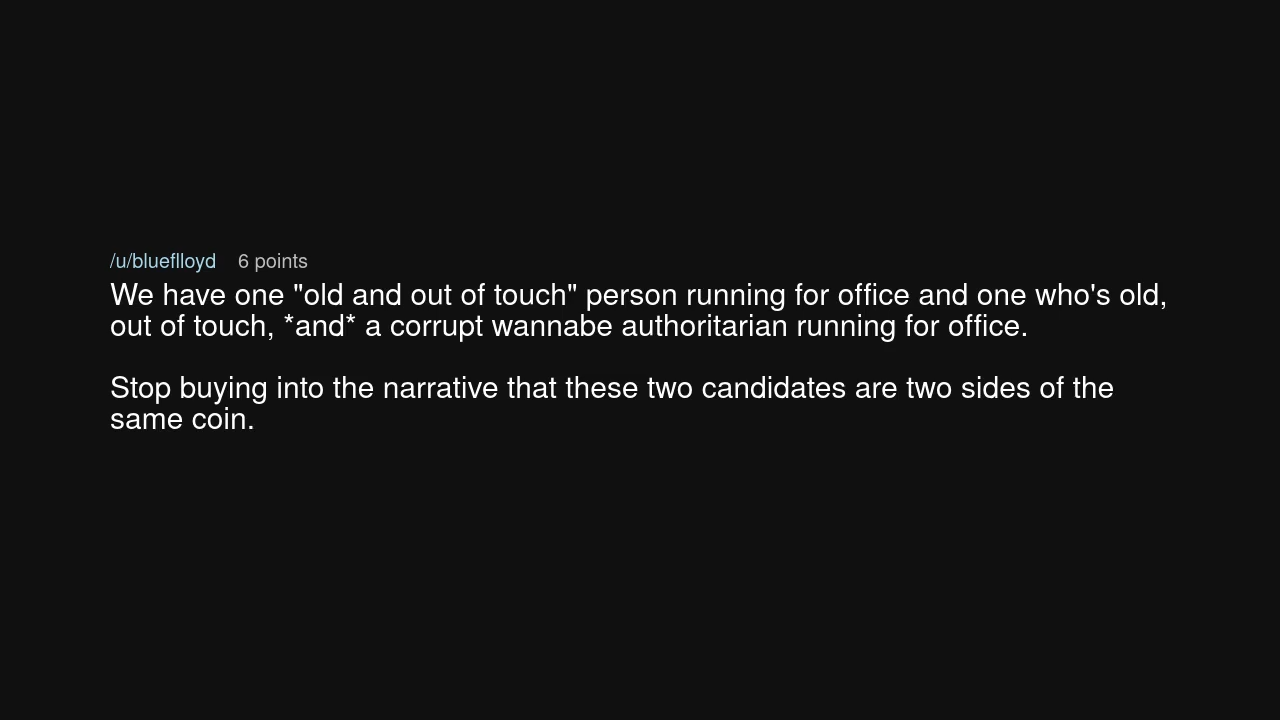 /u/blueflloyd 6 points
We have one "old and out of touch" person running for office and one who's old,
out of touch, *and* a corrupt wannabe authoritarian running for office.
Stop buying into the narrative that these two candidates are two sides of the
same coin.